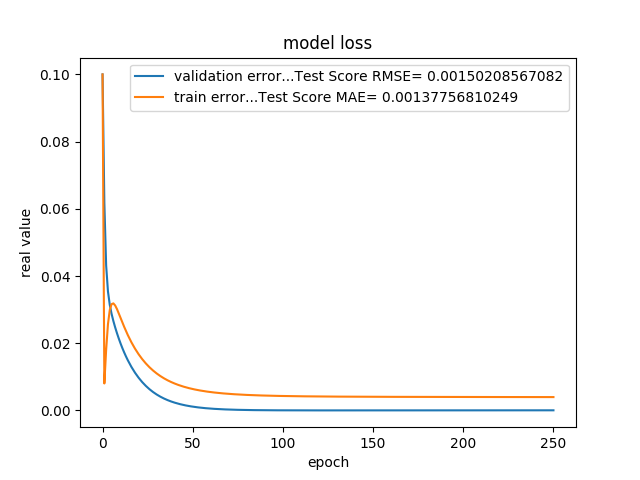 model loss
validation error...Test Score RMSE= 0.00150208567082
train error...Test Score MAE= 0.00137756810249
0.10
0.08
0.06
0.04
0.02
0.00
real value
0 50 100 150 200 250
epoch